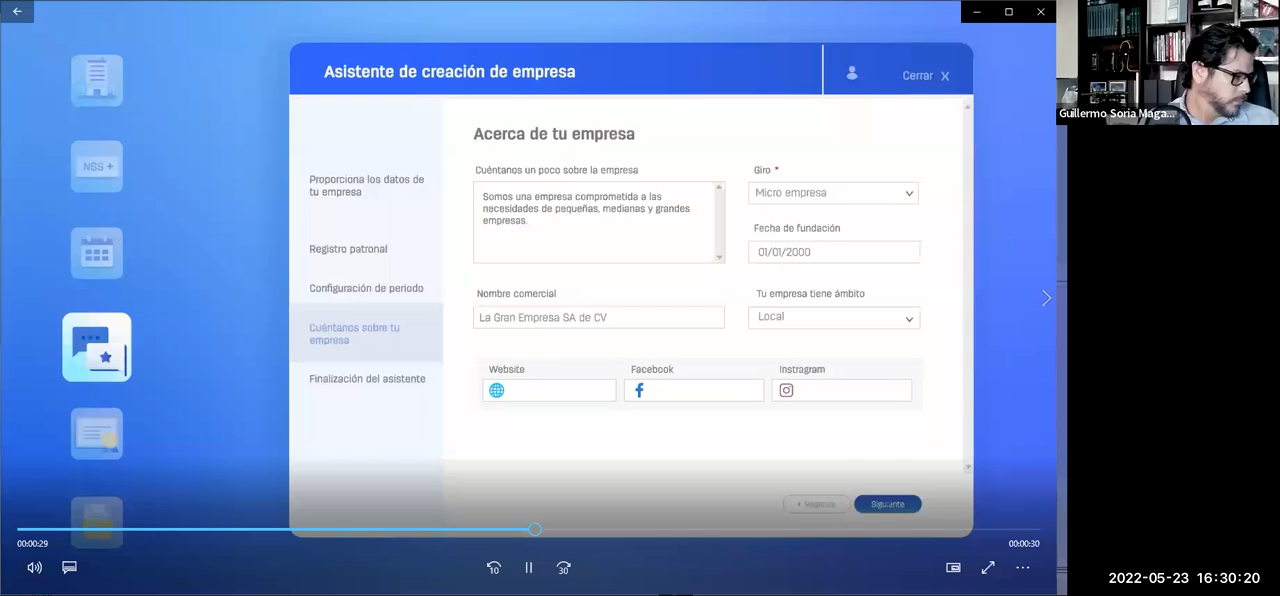 Asistente de creación de empresa
Cerrar X
Guillermo Soria Maga...
Acerca de tu empresa
Proporciona los datos de
tu empresa
Registro patronal
Configuración de periodo
Cuéntanos sobre tu
empresa
Finalización del asistente
Cuéntanos un poco sobre la empresa
Somos una empresa comprometida a las
necesidades de pequeñas, medianas y grandes
empresas.
Giro *
Micro empresa
Fecha de fundación
01/01/2000
Nombre comercial
La Gran Empresa SA de CV
Tu empresa tiene ámbito
Local
Website
Facebook
Instragram
Siguiente
NSS +
00:00:29
00:00:30
10
30
2022-05-23 16:30:20